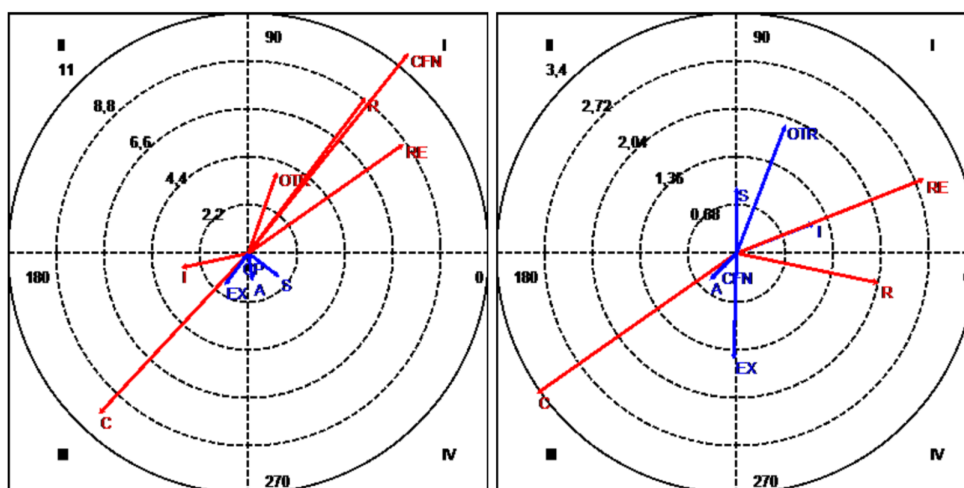 II
90
I
11
CFN
8,8
R
6,6
RE
4,4
OTR
2,2
180
0
I
EX
A
S
C
III
IV
270
II
90
I
3,4
2,72
OTR
2,04
1,36
RE
S
0,68
I
180
CFN
A
R
EX
C
III
IV
270